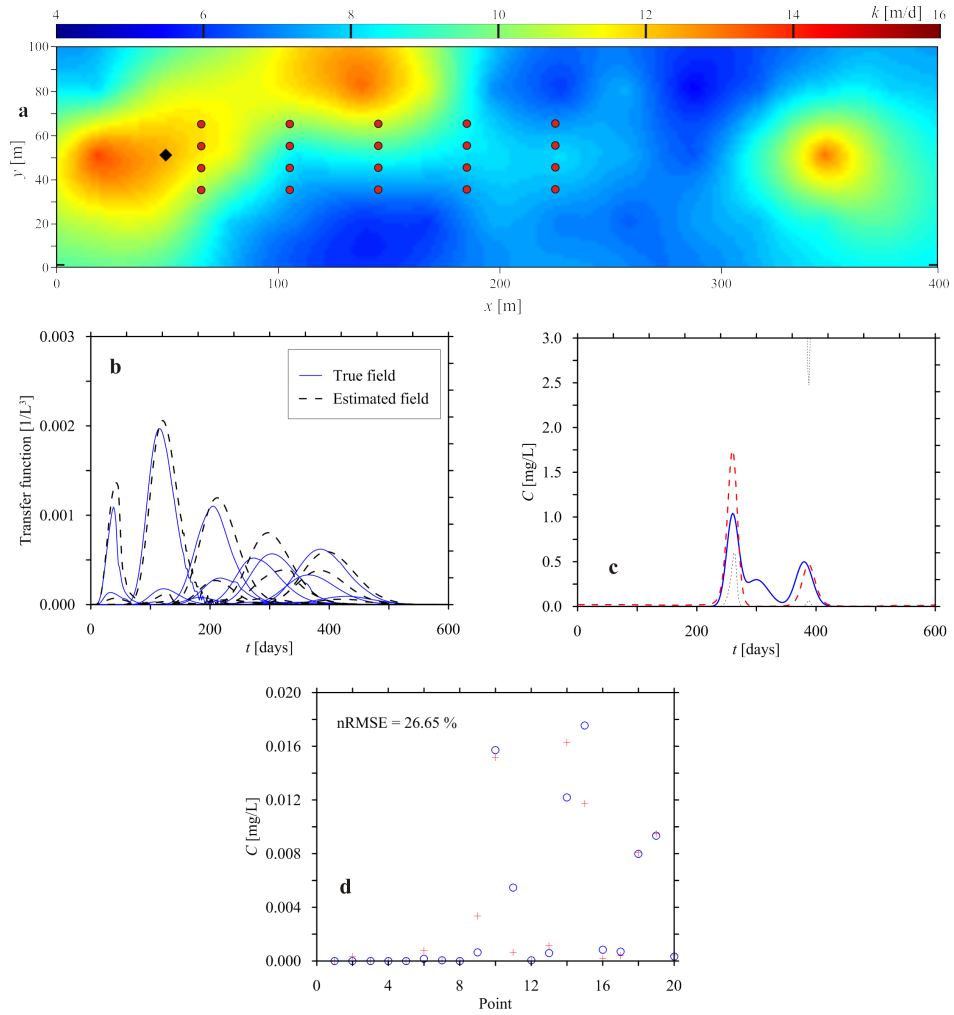 4 6 8 10 12 14 k [m/d] 16
a
100
80
60
40
20
0
y [m]
0 100 200 300 400
x [m]
b
0.003
0.002
0.001
0.000
Transfer function [1/L³]
True field
Estimated field
0 200 400 600
t [days]
c
3.0
2.5
2.0
1.5
1.0
0.5
0.0
C [mg/L]
0 200 400 600
t [days]
d
nRMSE = 26.65 %
0.020
0.016
0.012
0.008
0.004
0.000
C [mg/L]
0 4 8 12 16 20
Point